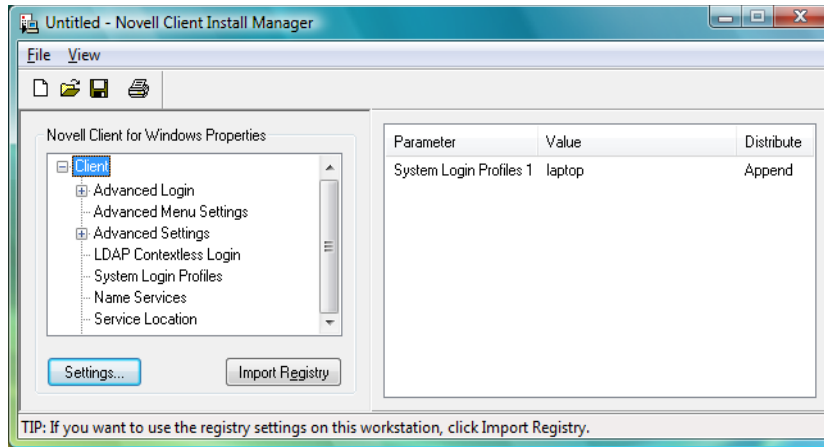 Untitled - Novell Client Install Manager
File View
Novell Client for Windows Properties
Client
Advanced Login
Advanced Menu Settings
Advanced Settings
LDAP Contextless Login
System Login Profiles
Name Services
Service Location
Settings... Import Registry
Parameter Value Distribute
System Login Profiles 1 laptop Append
TIP: If you want to use the registry settings on this workstation, click Import Registry.